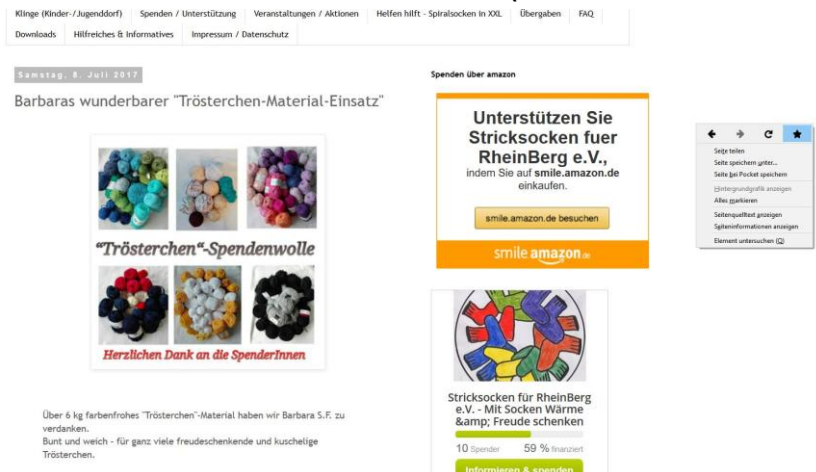 Klinge (Kinder-/Jugenddorf) Spenden / Unterstützung Veranstaltungen / Aktionen Helfen hilft - Spiralsocken in XXL Übergaben FAQ
Downloads Hilfreiches & Informatives Impressum / Datenschutz
Samstag, 8. Juli 2017
Barbaras wunderbarer "Trösterchen-Material-Einsatz"
“Trösterchen“-Spendenwolle
Herzlichen Dank an die SpenderInnen
Über 6 kg farbenfrohes "Trösterchen"-Material haben wir Barbara S.F. zu
verdanken.
Bunt und weich - für ganz viele freudeschenkende und kuschelige
Trösterchen.
Spenden über amazon
Unterstützen Sie
Stricksocken fuer
RheinBerg e.V.,
indem Sie auf smile.amazon.de
einkaufen.
smile.amazon.de besuchen
smile.amazon.de
Stricksocken für RheinBerg
e.V. - Mit Socken Wärme
&amp; Freude schenken
10 Spender 59 % finanziert
Informieren & spenden
Seite teilen
Seite speichern unter...
Seite bei Pocket speichern
Hintergrundgrafik anzeigen
Alles markieren
Seitenquelltext anzeigen
Seiteninformationen anzeigen
Element untersuchen (Q)